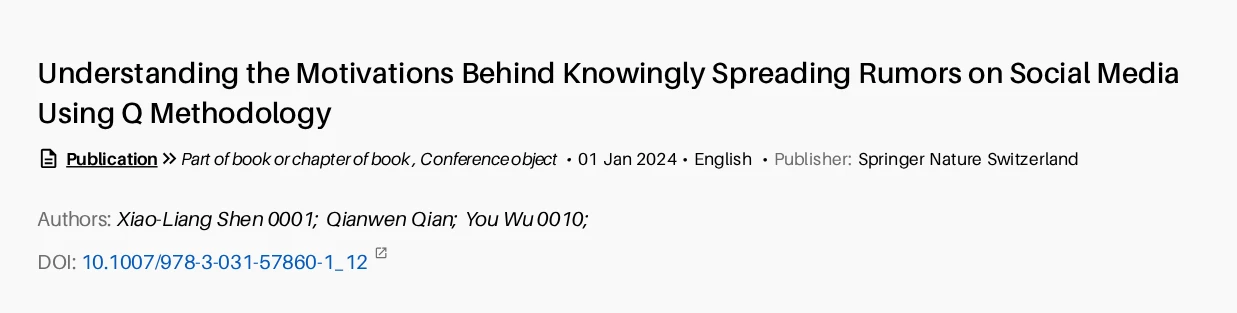 Understanding the Motivations Behind Knowingly Spreading Rumors on Social Media
Using Q Methodology
Publication » Part of book or chapter of book , Conference object • 01 Jan 2024 • English • Publisher: Springer Nature Switzerland
Authors: Xiao-Liang Shen 0001; Qianwen Qian; You Wu 0010;
DOI: 10.1007/978-3-031-57860-1_12